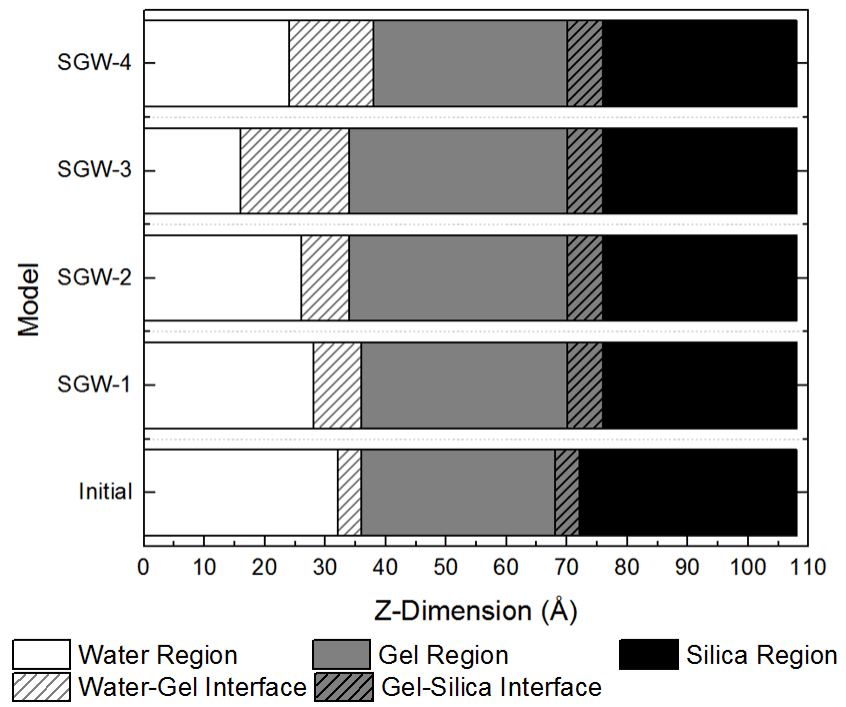 SGW-4
SGW-3
SGW-2
SGW-1
Initial
Model
0 10 20 30 40 50 60 70 80 90 100 110
Z-Dimension (Å)
Water Region Gel Region Silica Region
Water-Gel Interface Gel-Silica Interface